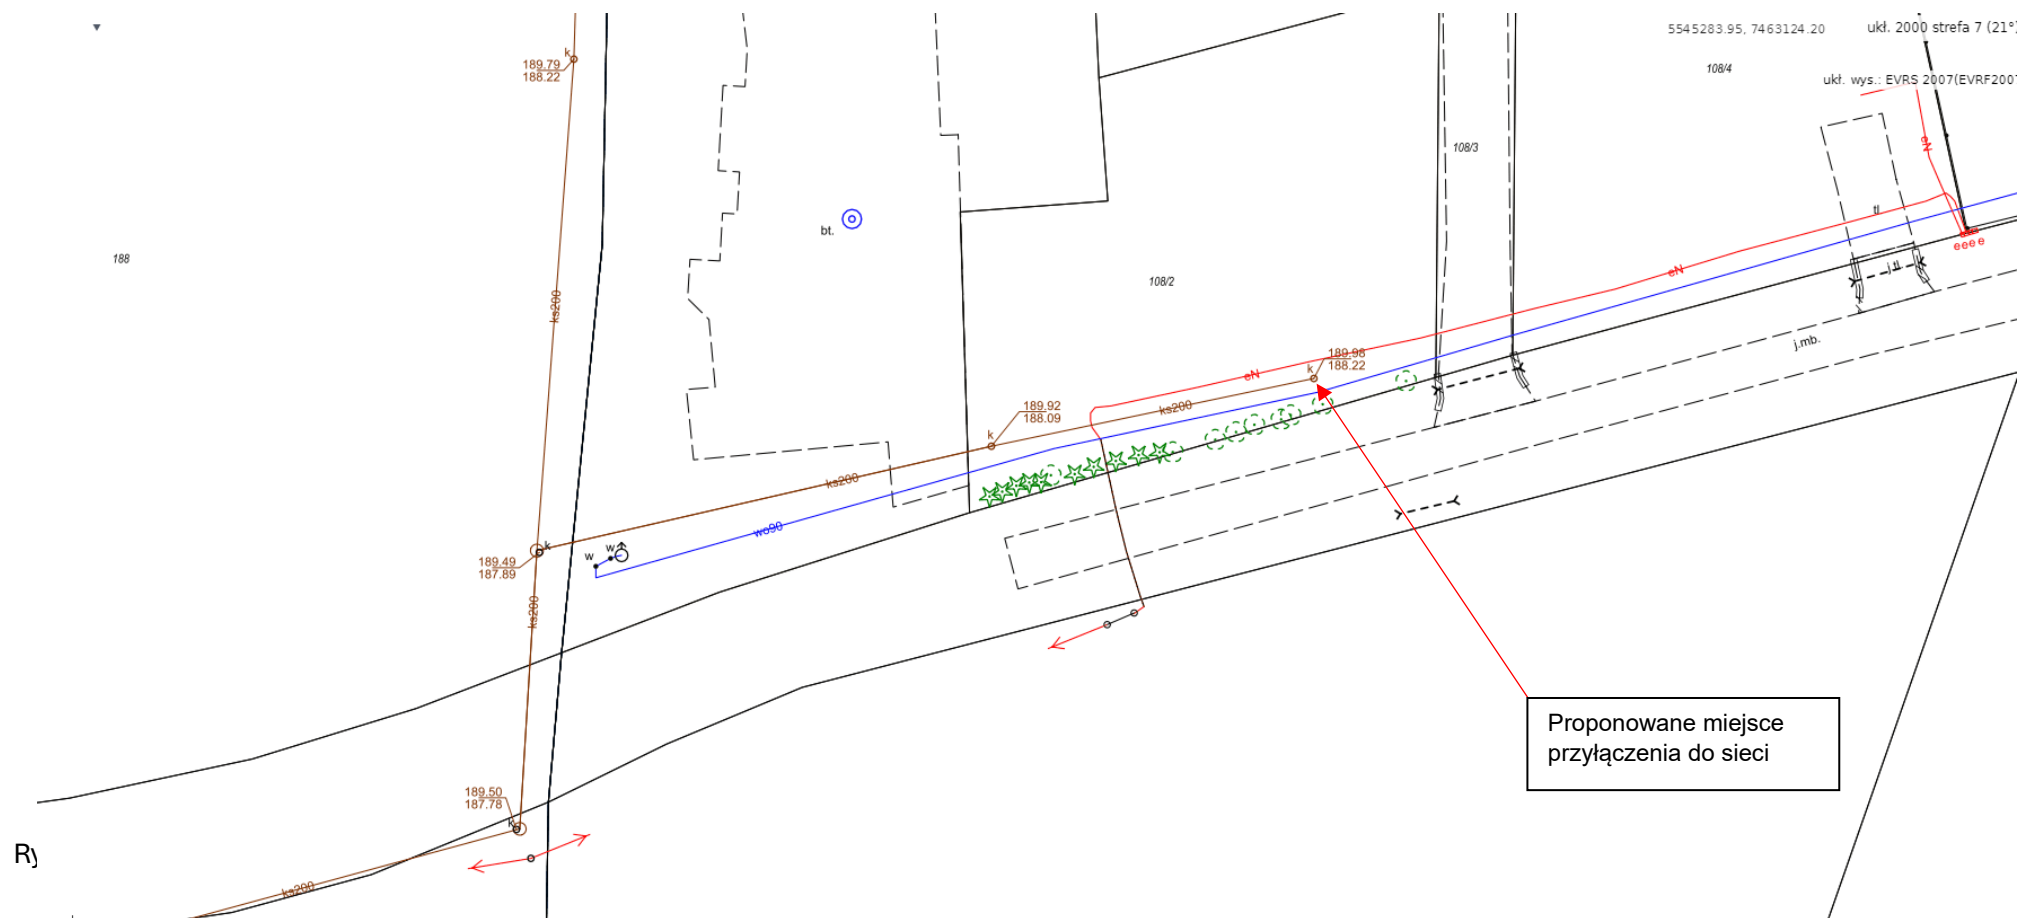 5545283.95, 7463124.20
ukł. 2000 strefa 7 (21°)
ukł. wys.: EVRS 2007(EVRF2007
k
189.79
188.22
108/4
108/3
eN
tl
bt.
188
108/2
eN
e e e e
j.tl
ks200
j.mb.
189.98
188.22
k
eN
ks200
189.92
188.09
k
ks200
wo90
k
w
w
189.49
187.89
ks200
Proponowane miejsce
przyłączenia do sieci
189.50
187.78
k
Ry
ks200